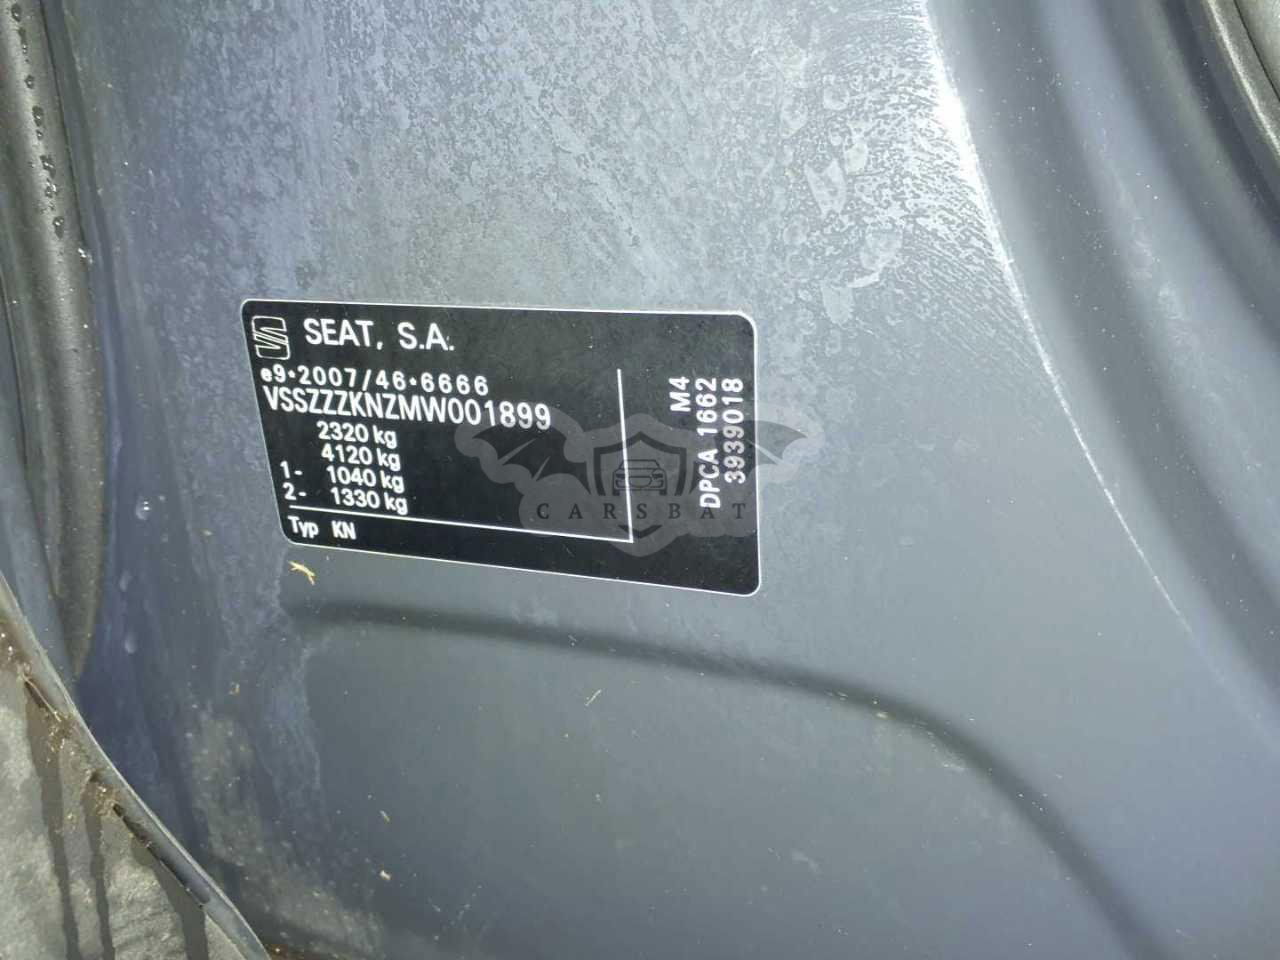 SEAT, S.A.
e9*2007/46*6666
VSSZZZKNZMW001899
2320 kg
4120 kg
1- 1040 kg
2- 1330 kg
Typ KN
M4
DPCA 1662
3939018
CARSBAT